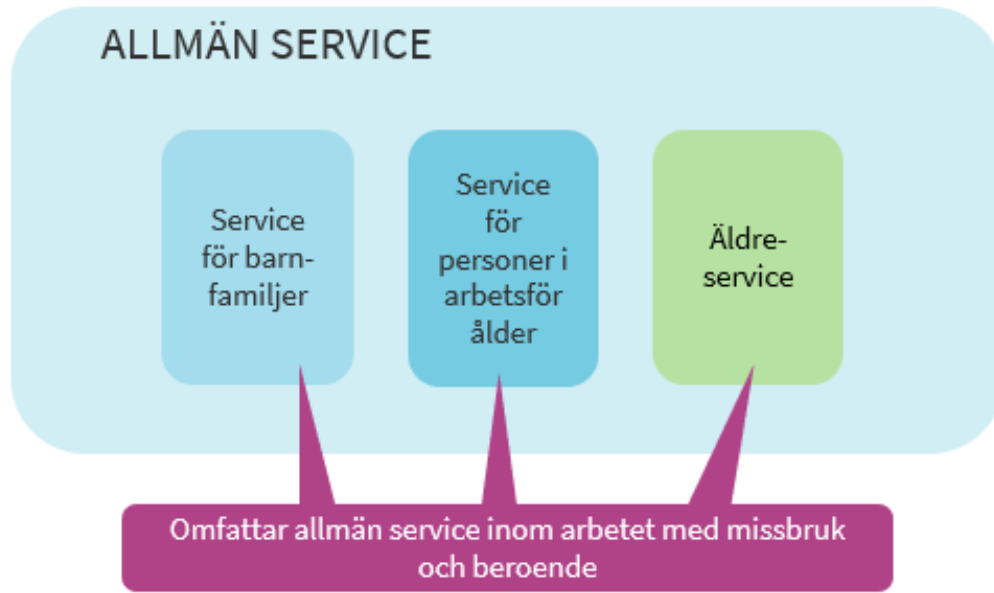 ALLMÄN SERVICE
Service
för barn-
familjer
Service
för
personer i
arbetsför
ålder
Äldre-
service
Omfattar allmän service inom arbetet med missbruk
och beroende